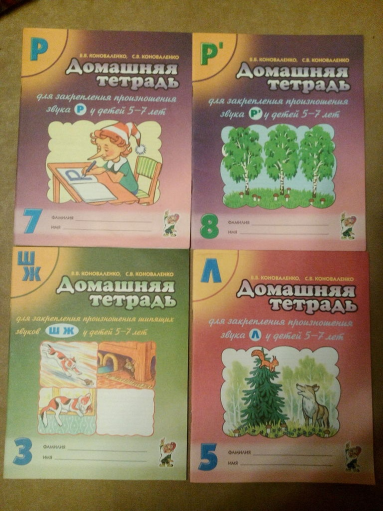 Р
В.В. КОНОВАЛЕНКО, С.В. КОНОВАЛЕНКО
Домашняя
тетрадь
для закрепления произношения
звука Р у детей 5-7 лет
7
ФАМИЛИЯ
ИМЯ
Р'
В.В. КОНОВАЛЕНКО, С.В. КОНОВАЛЕНКО
Домашняя
тетрадь
для закрепления произношения
звука Р' у детей 5-7 лет
8
ФАМИЛИЯ
ИМЯ
Ш
Ж
В.В. КОНОВАЛЕНКО, С.В. КОНОВАЛЕНКО
Домашняя
тетрадь
для закрепления произношения шипящих
звуков Ш Ж у детей 5-7 лет
3
ФАМИЛИЯ
ИМЯ
Л
В.В. КОНОВАЛЕНКО, С.В. КОНОВАЛЕНКО
Домашняя
тетрадь
для закрепления произношения
звука Л у детей 5-7 лет
5
ФАМИЛИЯ
ИМЯ